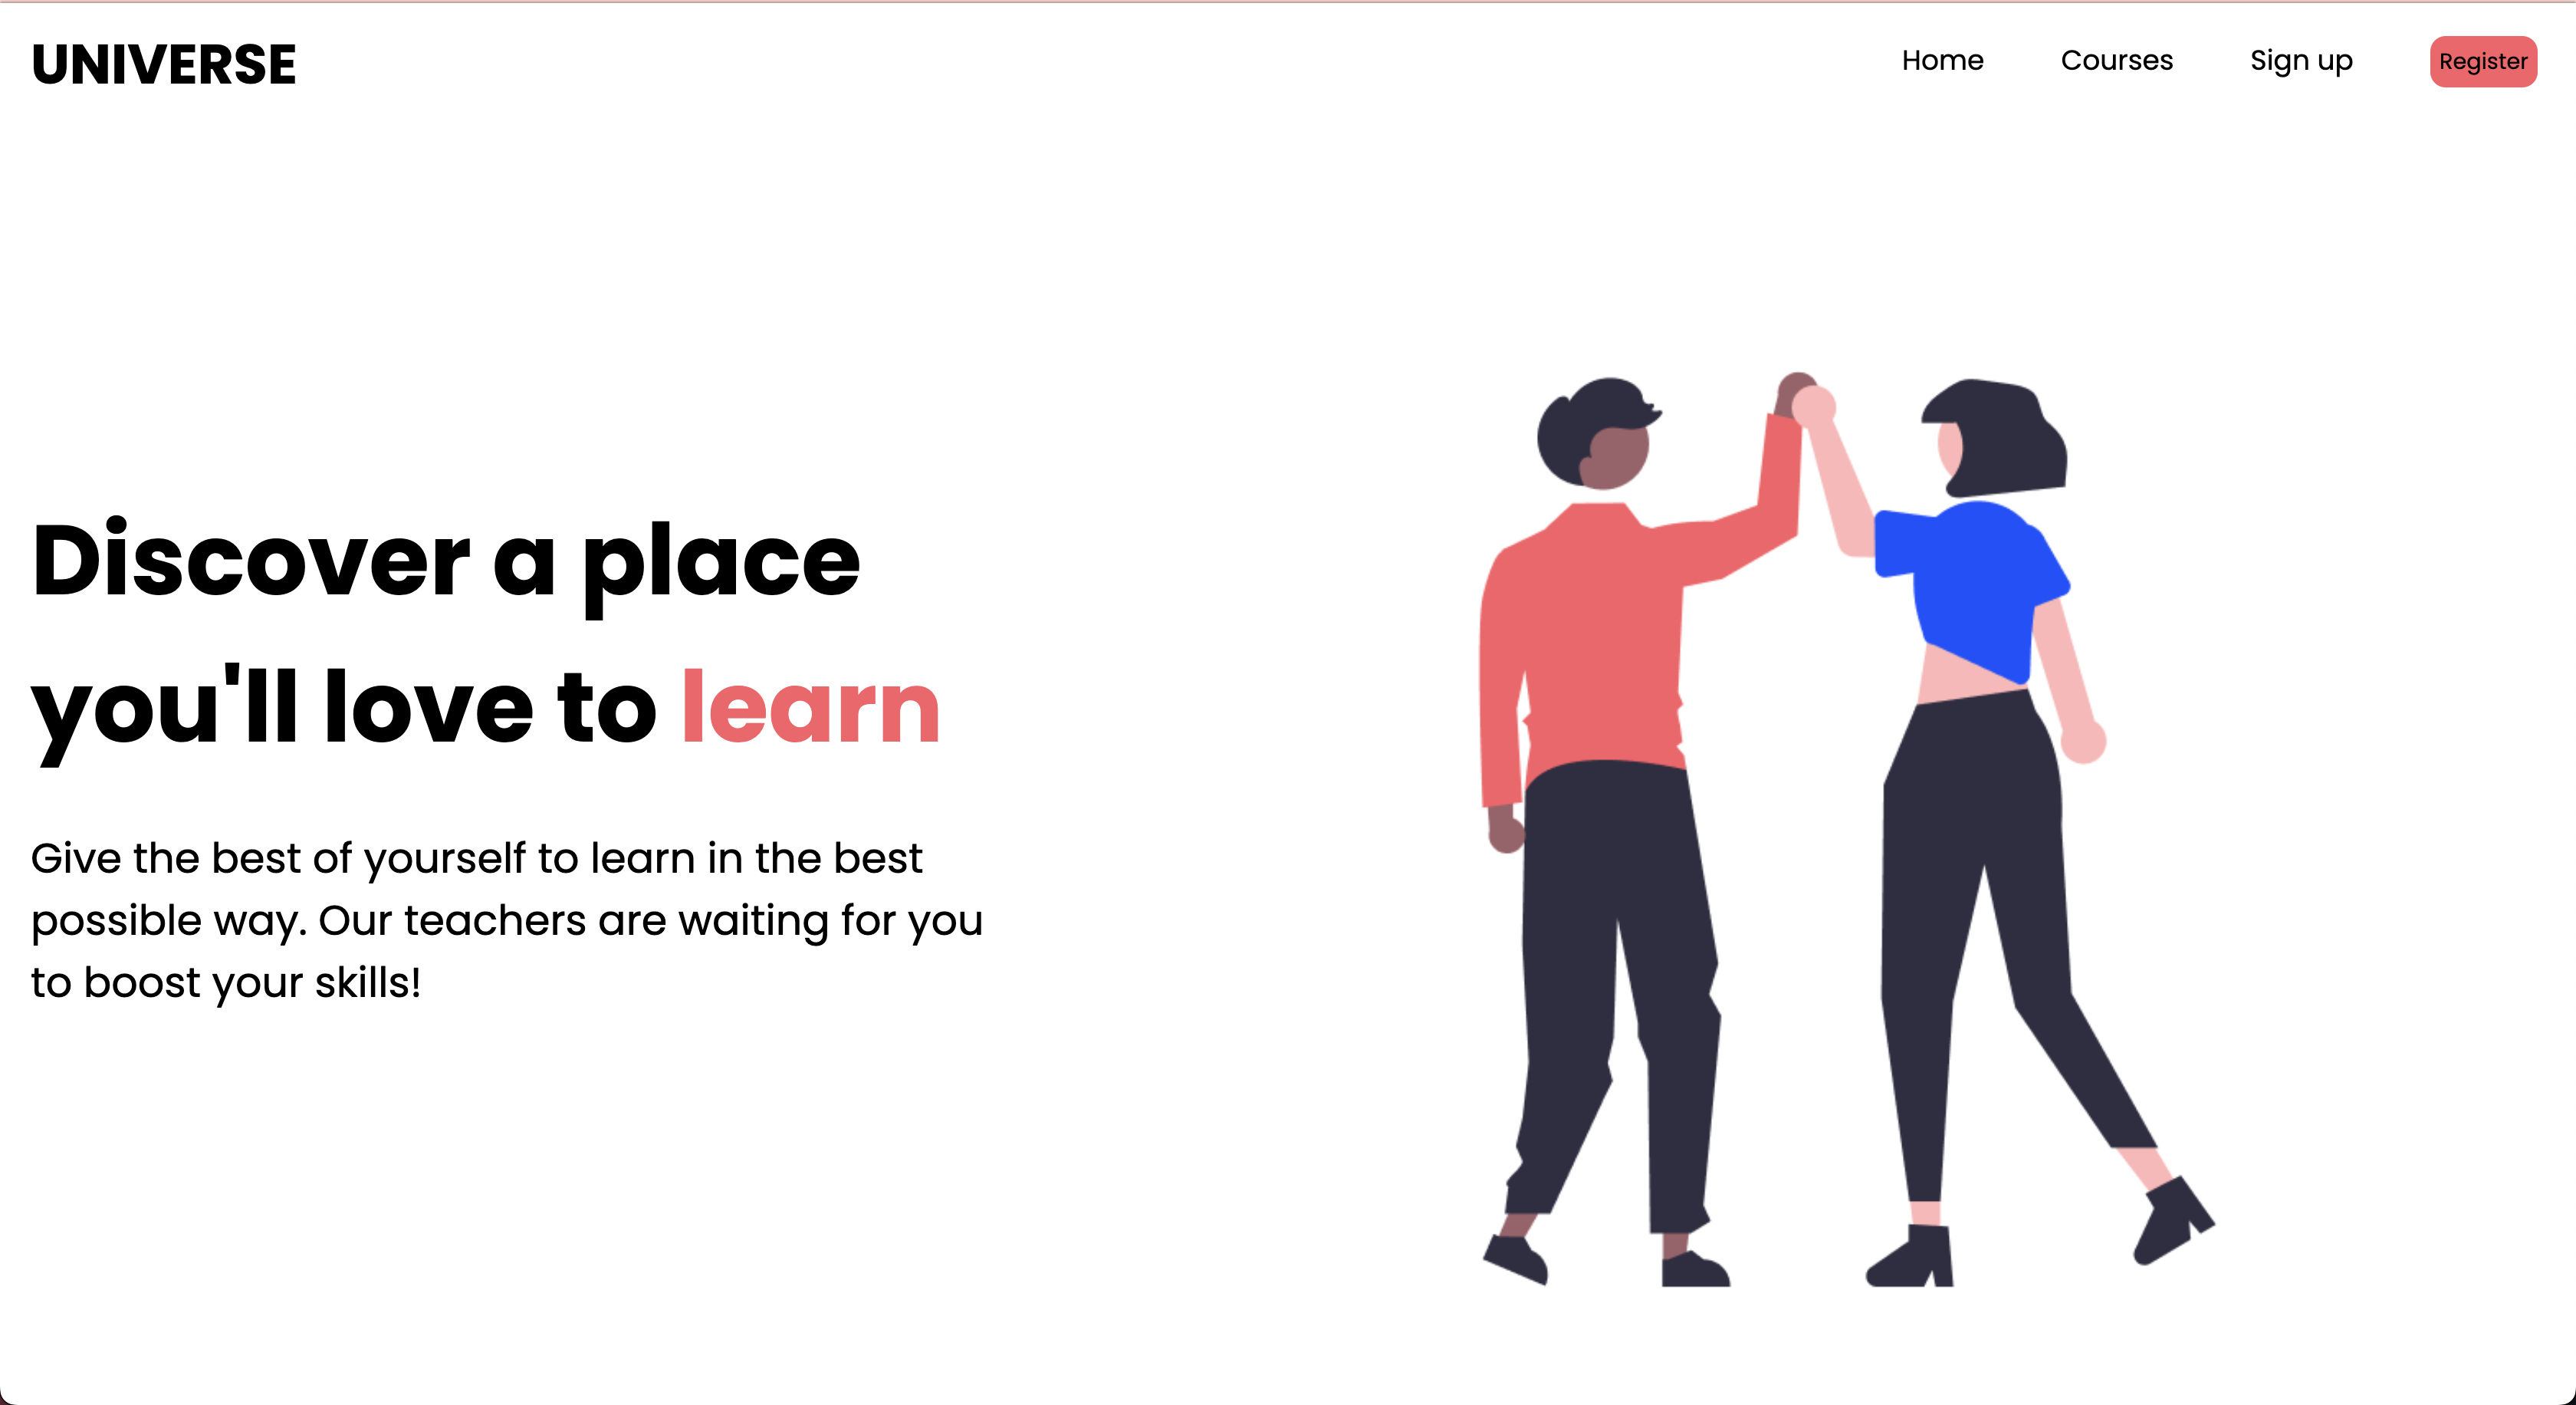 UNIVERSE
Home Courses Sign up Register
Discover a place
you'll love to learn
Give the best of yourself to learn in the best
possible way. Our teachers are waiting for you
to boost your skills!